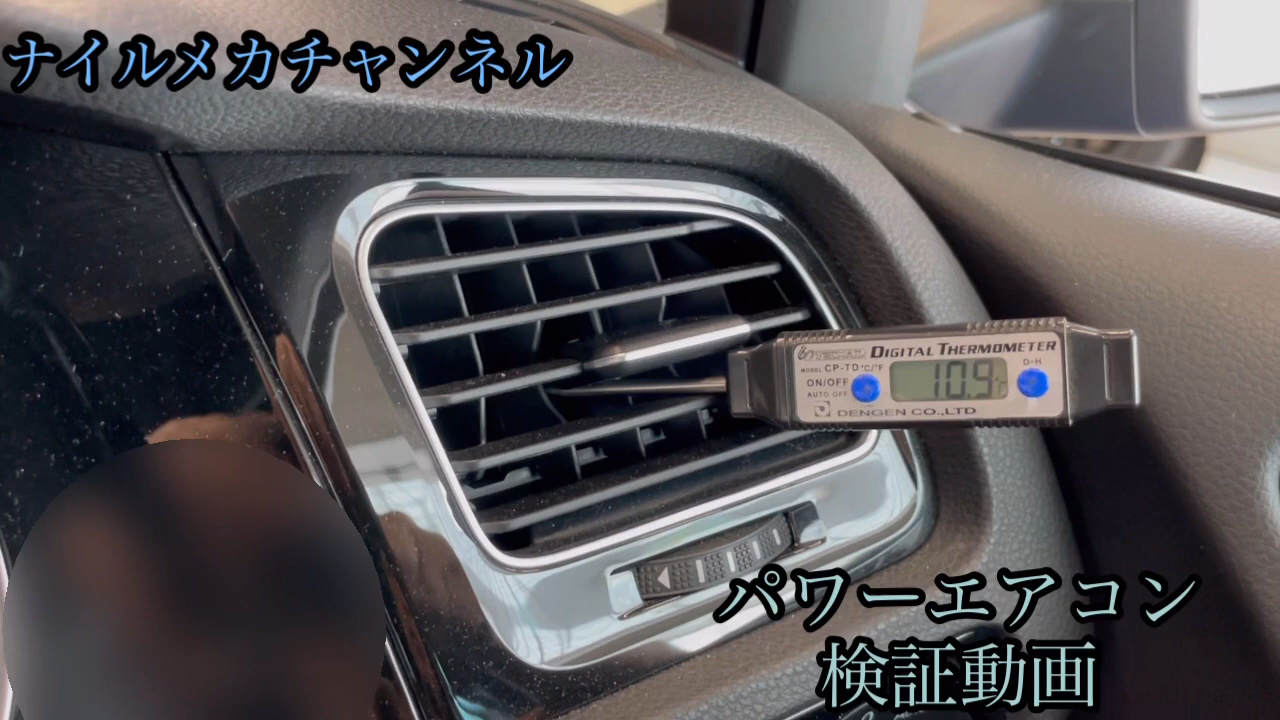 ナイルメカチャンネル
DIGITAL THERMOMETER
MODEL CP-TD °C/°F
D-H
ON/OFF
AUTO OFF
10.9°C
DENGEN CO.,LTD
パワーエアコン
検証動画